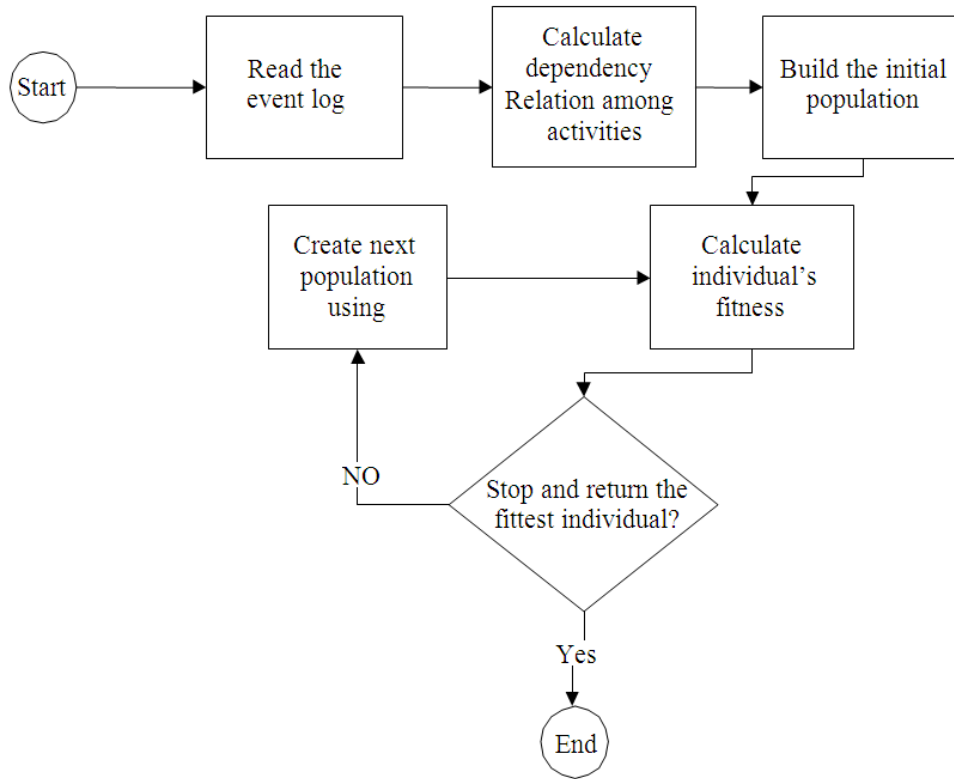 Start
Read the
event log
Calculate
dependency
Relation among
activities
Build the initial
population
Create next
population
using
Calculate
individual’s
fitness
NO
Stop and return the
fittest individual?
Yes
End